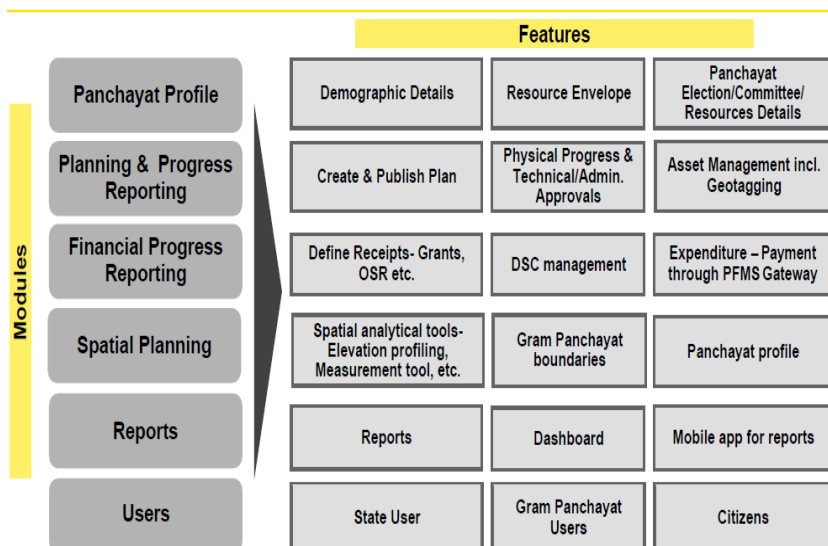 Features
Modules
Panchayat Profile
Demographic Details
Resource Envelope
Panchayat
Election/Committee/
Resources Details
Planning & Progress
Reporting
Create & Publish Plan
Physical Progress &
Technical/Admin.
Approvals
Asset Management incl.
Geotagging
Financial Progress
Reporting
Define Receipts- Grants,
OSR etc.
DSC management
Expenditure – Payment
through PFMS Gateway
Spatial Planning
Spatial analytical tools-
Elevation profiling,
Measurement tool, etc.
Gram Panchayat
boundaries
Panchayat profile
Reports
Reports
Dashboard
Mobile app for reports
Users
State User
Gram Panchayat
Users
Citizens